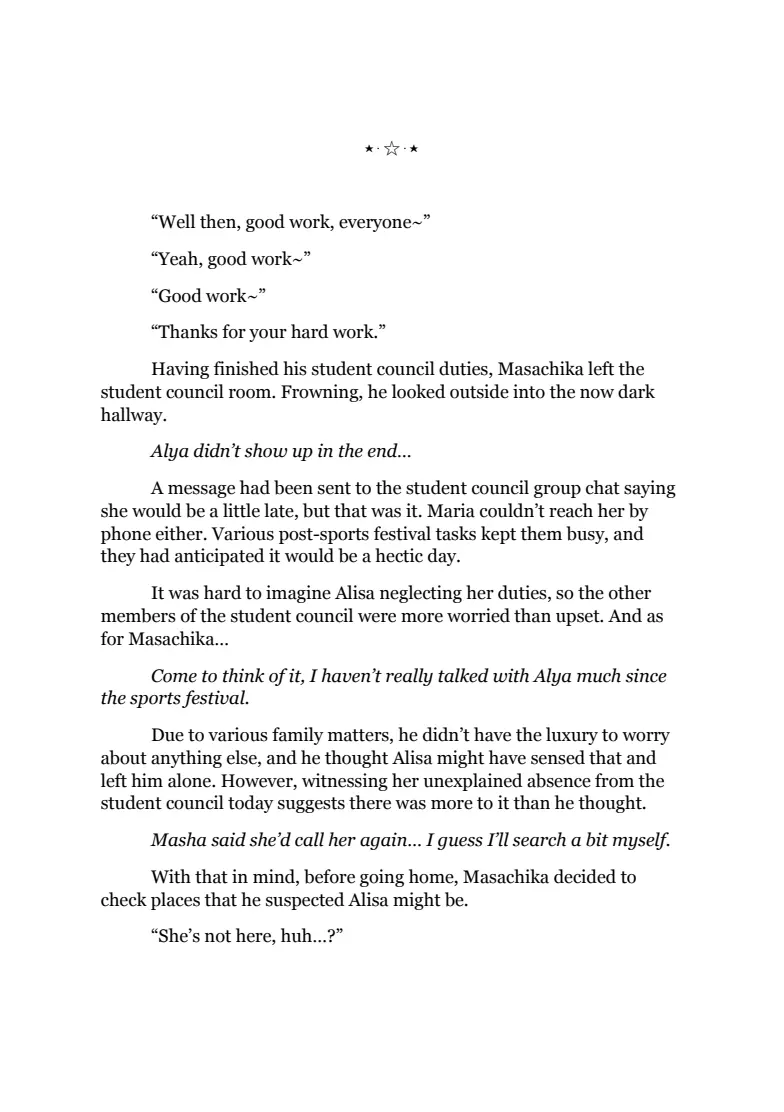 ★·☆·★
“Well then, good work, everyone~”
“Yeah, good work~”
“Good work~”
“Thanks for your hard work.”
Having finished his student council duties, Masachika left the
student council room. Frowning, he looked outside into the now dark
hallway.
Alya didn’t show up in the end...
A message had been sent to the student council group chat saying
she would be a little late, but that was it. Maria couldn’t reach her by
phone either. Various post-sports festival tasks kept them busy, and
they had anticipated it would be a hectic day.
It was hard to imagine Alisa neglecting her duties, so the other
members of the student council were more worried than upset. And as
for Masachika...
Come to think of it, I haven’t really talked with Alya much since
the sports festival.
Due to various family matters, he didn’t have the luxury to worry
about anything else, and he thought Alisa might have sensed that and
left him alone. However, witnessing her unexplained absence from the
student council today suggests there was more to it than he thought.
Masha said she’d call her again... I guess I’ll search a bit myself.
With that in mind, before going home, Masachika decided to
check places that he suspected Alisa might be.
“She’s not here, huh...?”